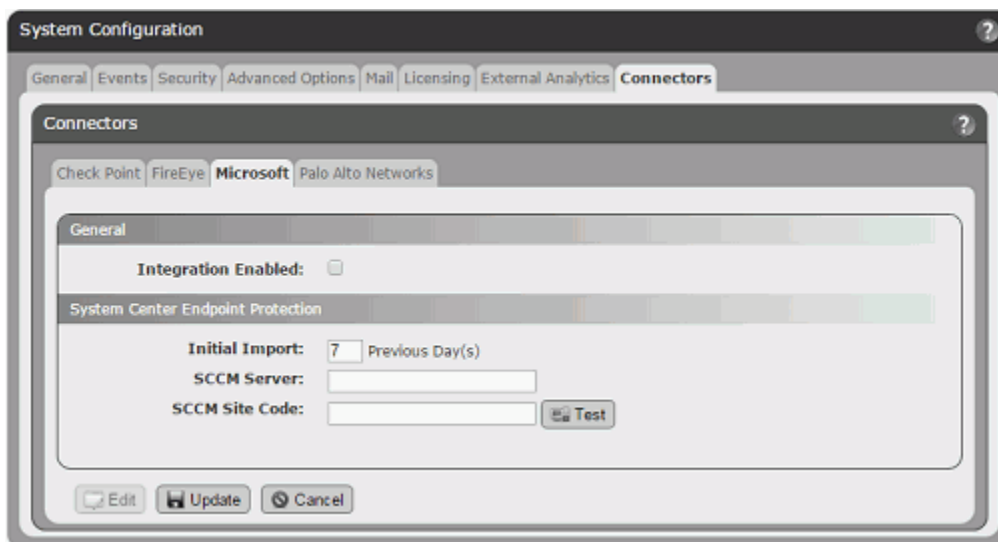 System Configuration ?
General Events Security Advanced Options Mail Licensing External Analytics Connectors
Connectors ?
Check Point FireEye Microsoft Palo Alto Networks
General
Integration Enabled:
System Center Endpoint Protection
Initial Import: 7 Previous Day(s)
SCCM Server:
SCCM Site Code: Test
Edit Update Cancel